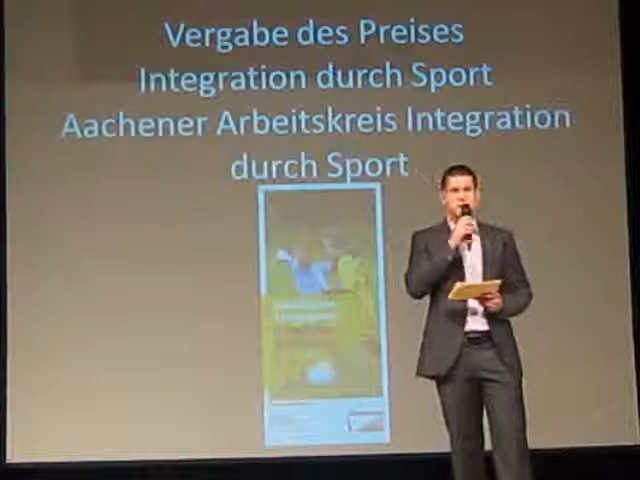 Vergabe des Preises
Integration durch Sport
Aachener Arbeitskreis Integration
durch Sport